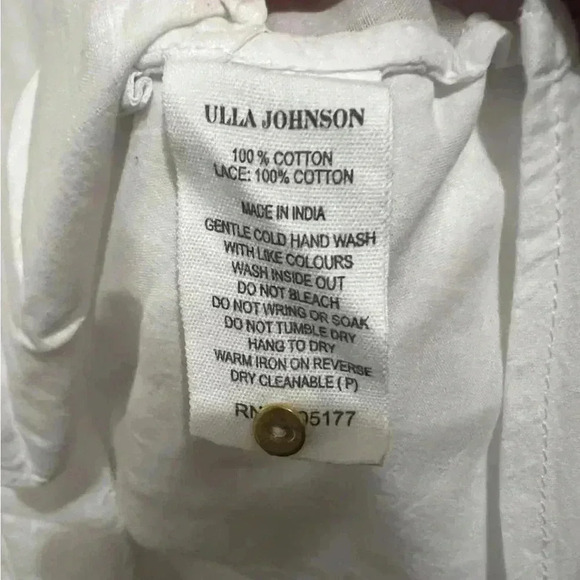 ULLA JOHNSON
100 % COTTON
LACE: 100% COTTON
MADE IN INDIA
GENTLE COLD HAND WASH
WITH LIKE COLOURS
WASH INSIDE OUT
DO NOT BLEACH
DO NOT WRING OR SOAK
DO NOT TUMBLE DRY
HANG TO DRY
WARM IRON ON REVERSE
DRY CLEANABLE ( P )
RN